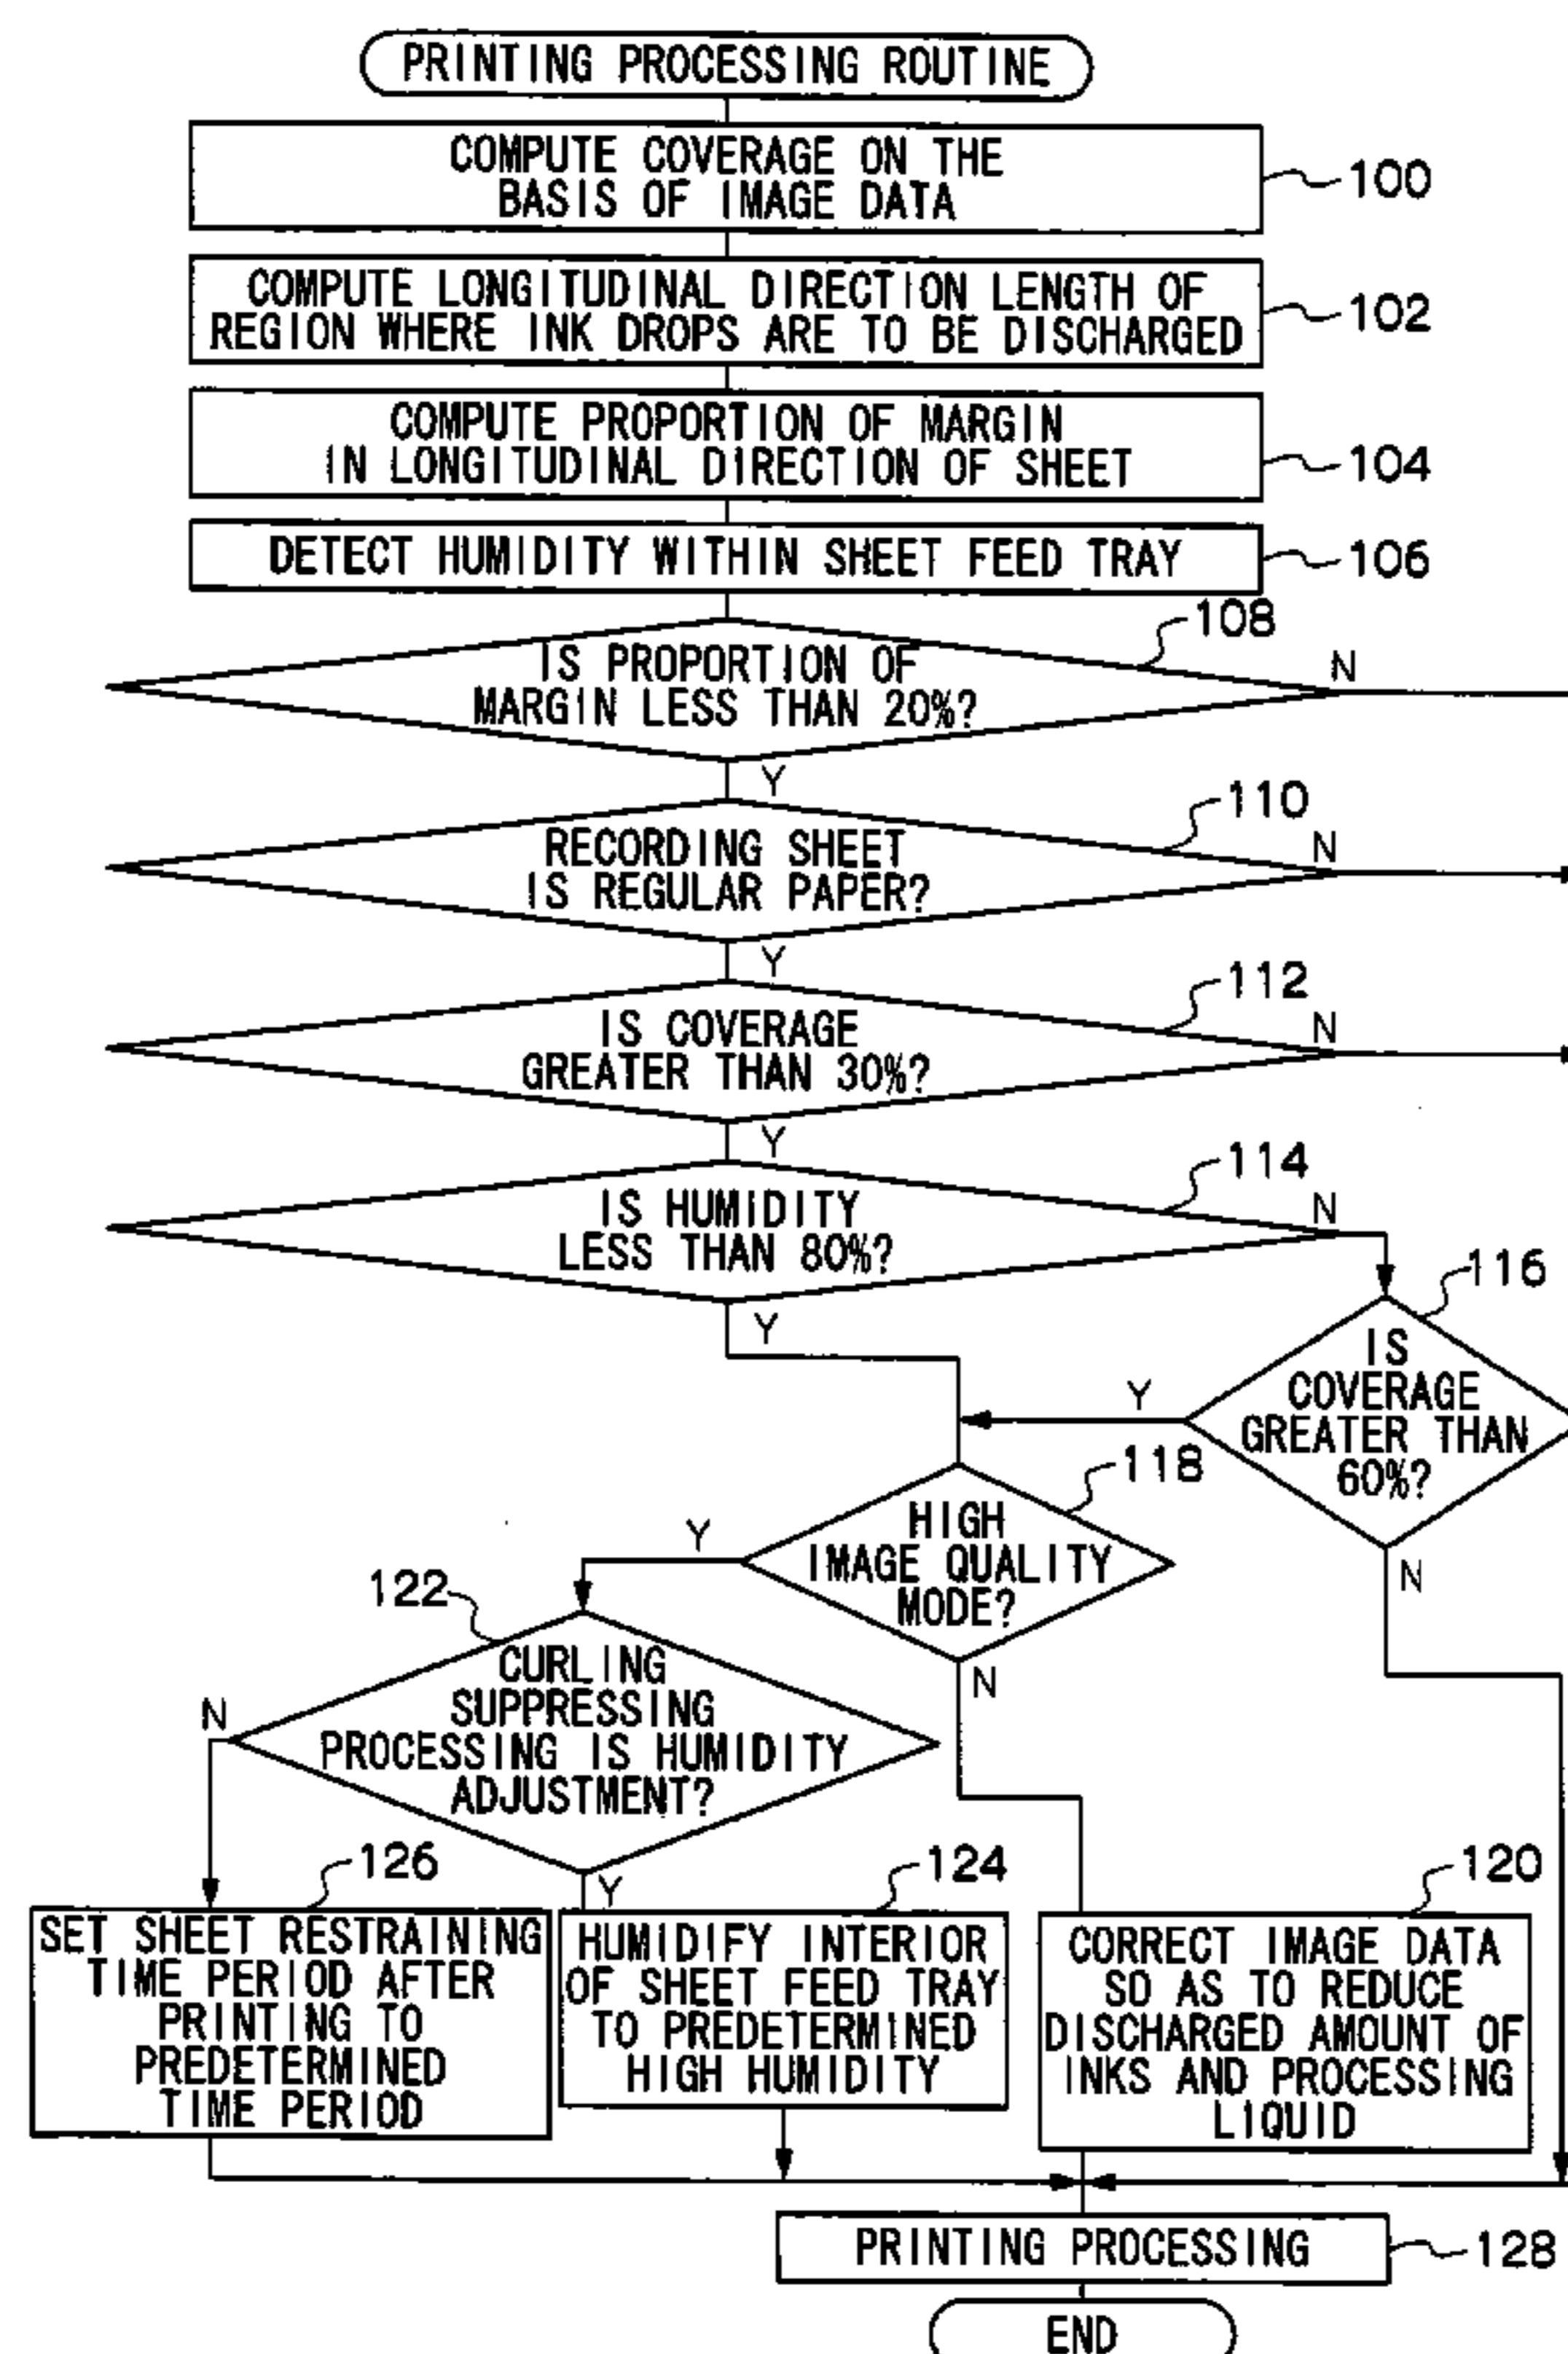 PRINTING PROCESSING ROUTINE
COMPUTE COVERAGE ON THE
BASIS OF IMAGE DATA
100
COMPUTE LONGITUDINAL DIRECTION LENGTH OF
REGION WHERE INK DROPS ARE TO BE DISCHARGED
102
COMPUTE PROPORTION OF MARGIN
IN LONGITUDINAL DIRECTION OF SHEET
104
DETECT HUMIDITY WITHIN SHEET FEED TRAY
106
108
IS PROPORTION OF
MARGIN LESS THAN 20%?
N
Y
110
RECORDING SHEET
IS REGULAR PAPER?
N
Y
112
IS COVERAGE
GREATER THAN 30%?
N
Y
114
IS HUMIDITY
LESS THAN 80%?
N
Y
116
IS
COVERAGE
GREATER THAN
60%?
Y
N
118
HIGH
IMAGE QUALITY
MODE?
Y
N
122
CURLING
SUPPRESSING
PROCESSING IS HUMIDITY
ADJUSTMENT?
N
Y
126
SET SHEET RESTRAINING
TIME PERIOD AFTER
PRINTING TO
PREDETERMINED
TIME PERIOD
124
HUMIDIFY INTERIOR
OF SHEET FEED TRAY
TO PREDETERMINED
HIGH HUMIDITY
120
CORRECT IMAGE DATA
SO AS TO REDUCE
DISCHARGED AMOUNT OF
INKS AND PROCESSING
LIQUID
PRINTING PROCESSING
128
END